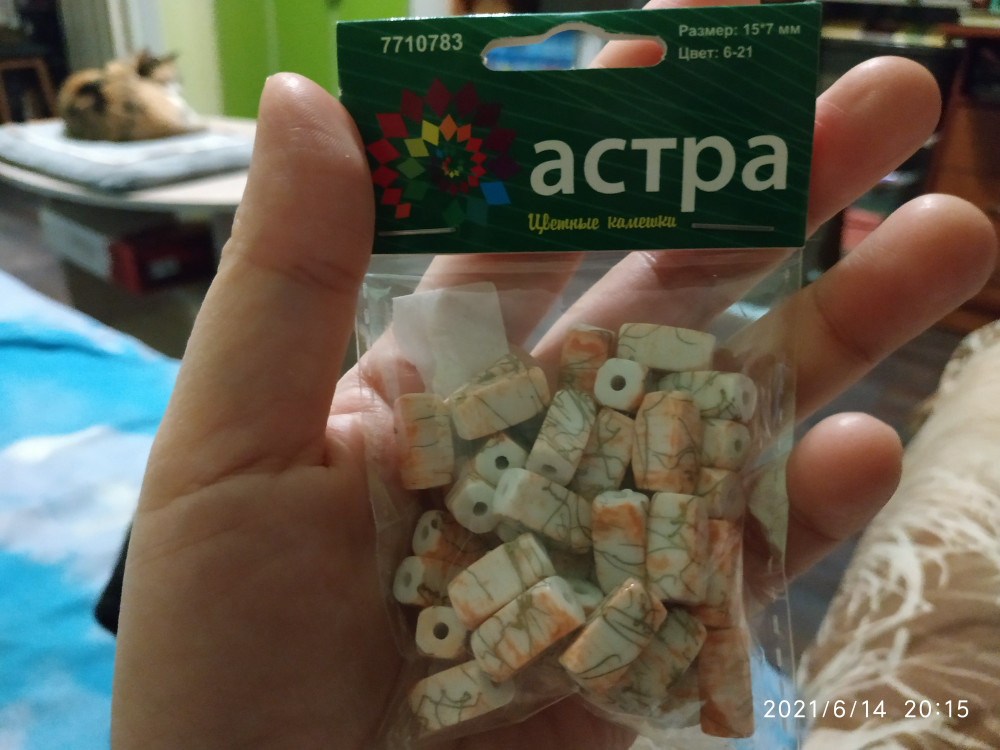 7710783
Размер: 15*7 мм
Цвет: 6-21
астра
Цветные камешки
2021/6/14 20:15